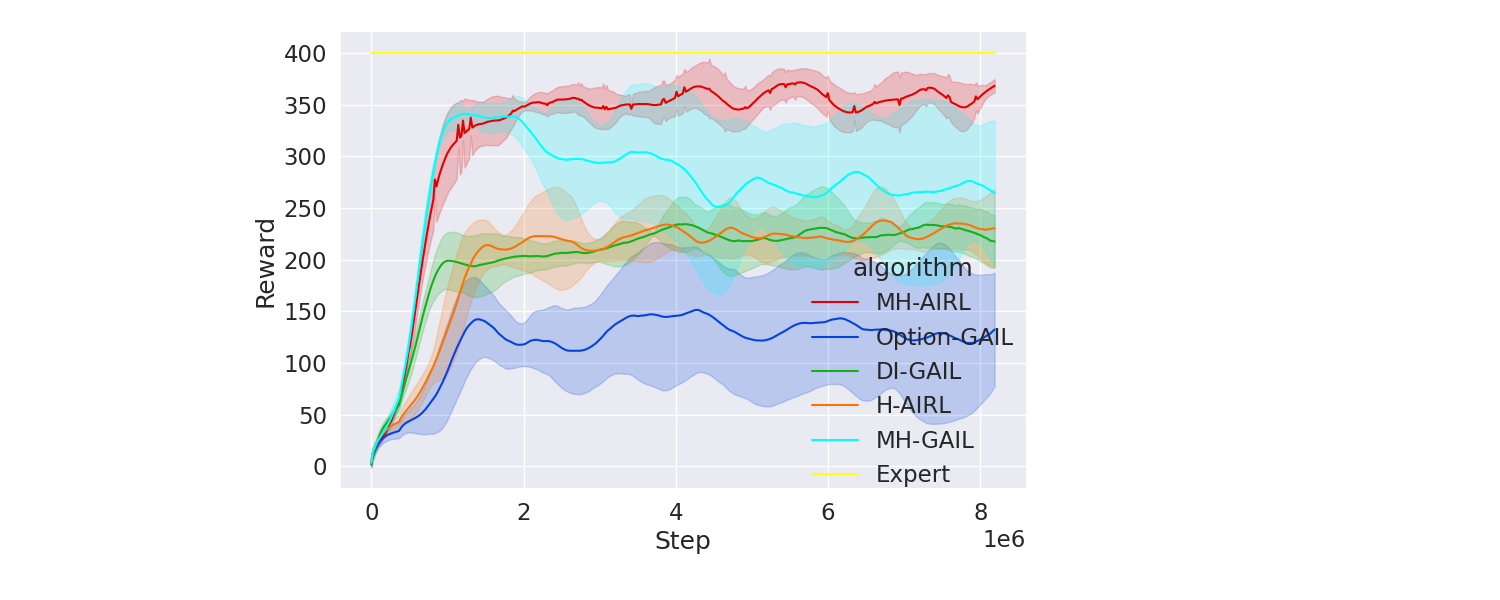 400
350
300
250
200
150
100
50
0
Reward
algorithm
MH-AIRL
Option-GAIL
DI-GAIL
H-AIRL
MH-GAIL
Expert
0 2 4 6 8
Step
1e6